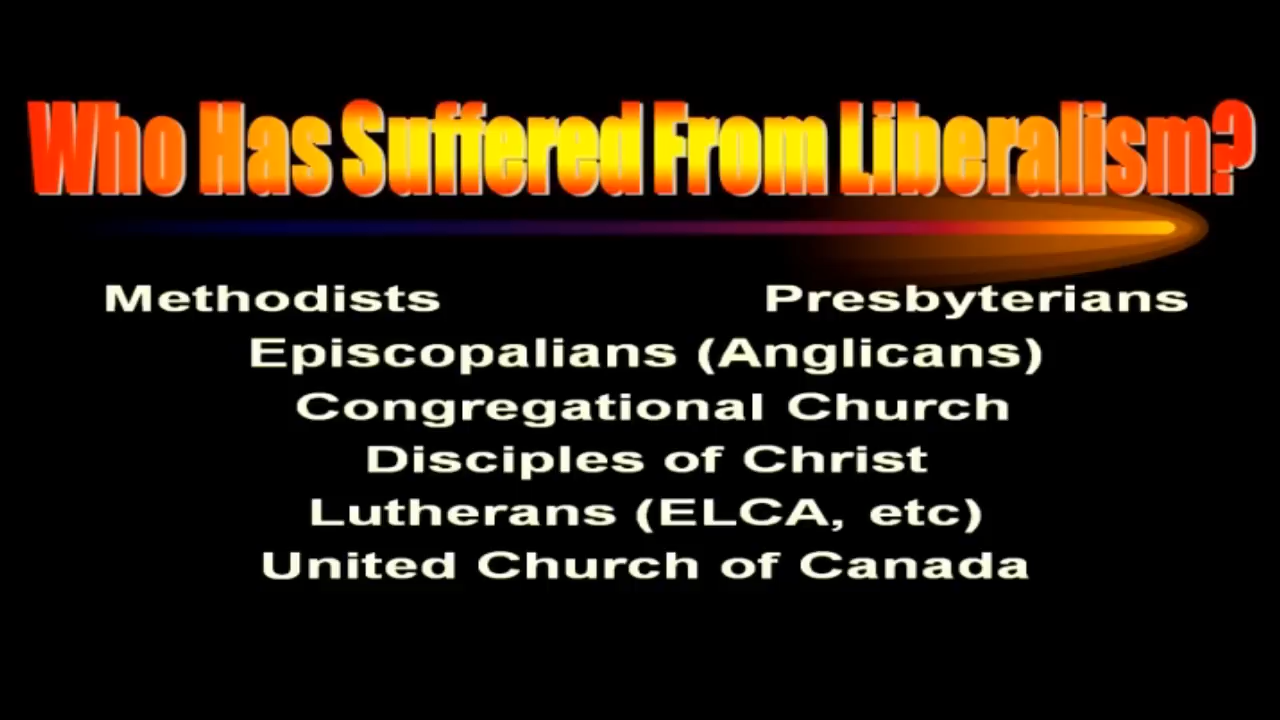 Who Has Suffered From Liberalism?
Methodists Presbyterians
Episcopalians (Anglicans)
Congregational Church
Disciples of Christ
Lutherans (ELCA, etc)
United Church of Canada